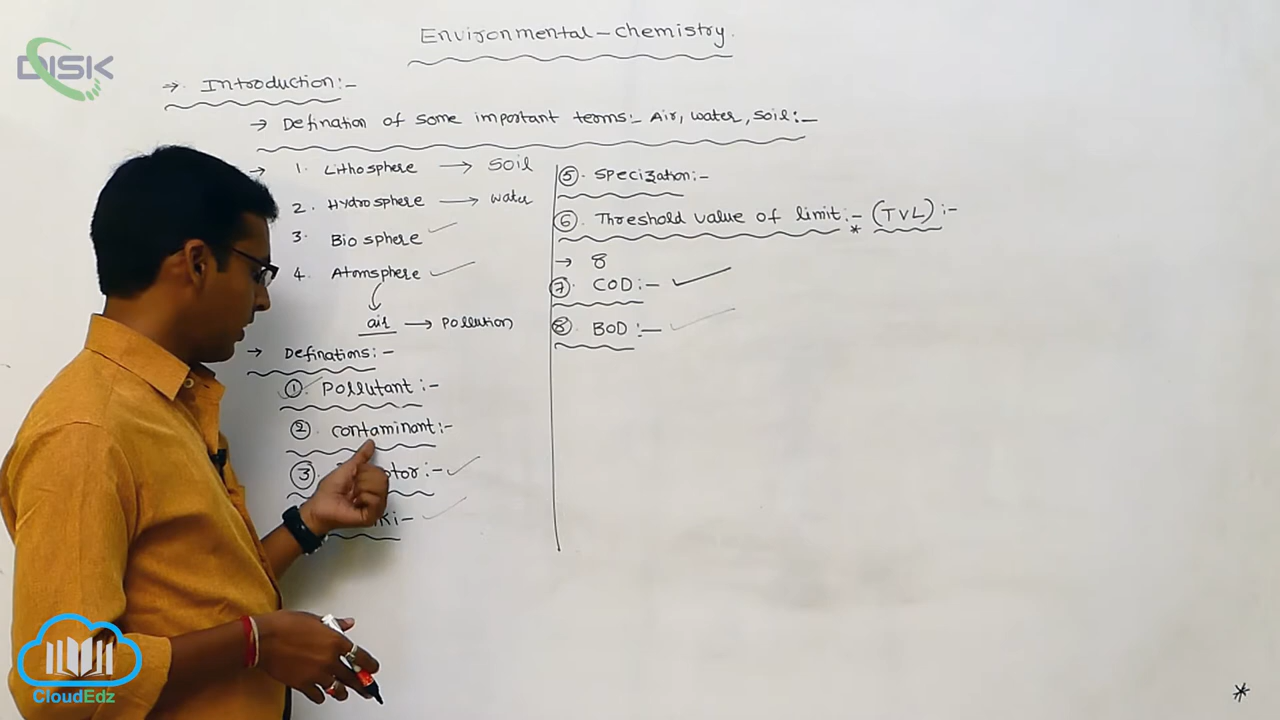 DISK
Environmental-chemistry.
→ Introduction:-
→ Defination of some important terms:- Air, water, soil:-
→ 1. Lithosphere → soil
2. Hydrosphere → water
3. Bio sphere
4. Atomsphere
air → pollution
→ Definations:-
① Pollutant:-
② contaminant:-
③
⑤. Specization:-
⑥. Threshold value of limit:- (TVL):-
*
→ 8
⑦. COD:-
⑧. BOD:-
CloudEdz
*